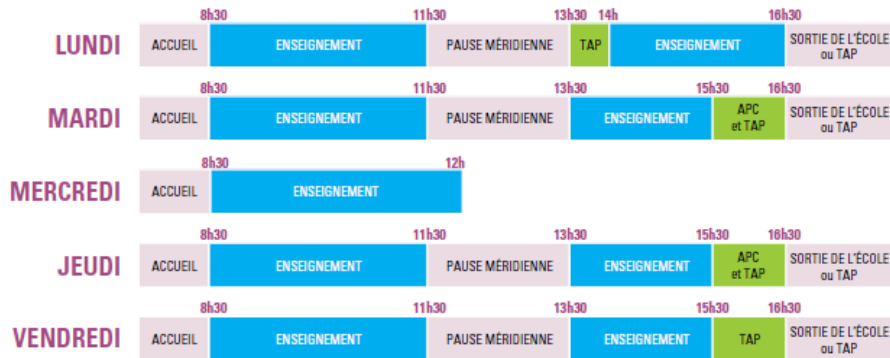 8h30 11h30 13h30 14h 16h30
LUNDI ACCUEIL ENSEIGNEMENT PAUSE MÉRIDIENNE TAP ENSEIGNEMENT SORTIE DE L'ÉCOLE
ou TAP
8h30 11h30 13h30 15h30 16h30
MARDI ACCUEIL ENSEIGNEMENT PAUSE MÉRIDIENNE ENSEIGNEMENT APC SORTIE DE L'ÉCOLE
et TAP ou TAP
8h30 12h
MERCREDI ACCUEIL ENSEIGNEMENT
8h30 11h30 13h30 15h30 16h30
JEUDI ACCUEIL ENSEIGNEMENT PAUSE MÉRIDIENNE ENSEIGNEMENT APC SORTIE DE L'ÉCOLE
et TAP ou TAP
8h30 11h30 13h30 15h30 16h30
VENDREDI ACCUEIL ENSEIGNEMENT PAUSE MÉRIDIENNE ENSEIGNEMENT TAP SORTIE DE L'ÉCOLE
ou TAP